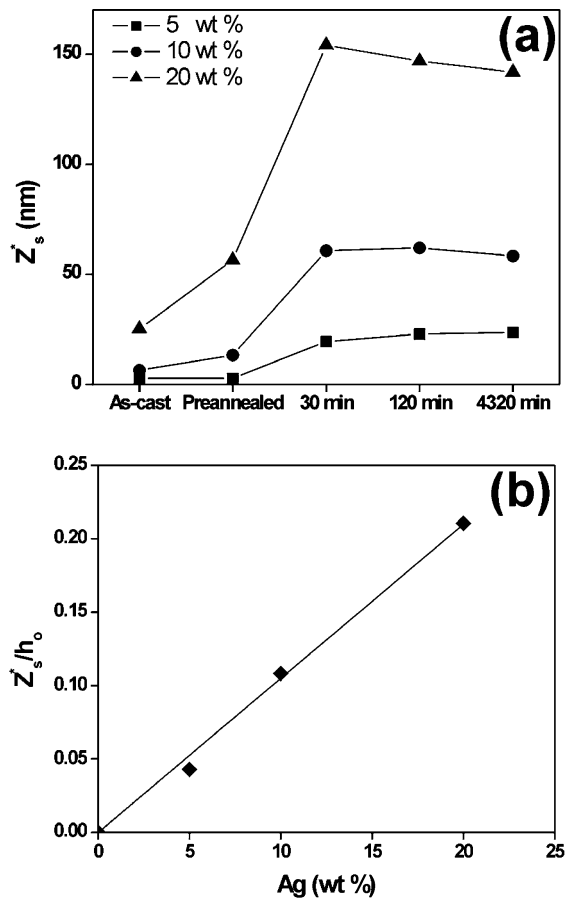 (a)
5 wt %
10 wt %
20 wt %
150
100
50
0
Z*s (nm)
As-cast Preannealed 30 min 120 min 4320 min
(b)
0.25
0.20
0.15
0.10
0.05
0.00
Z*s/ho
0 5 10 15 20 25
Ag (wt %)